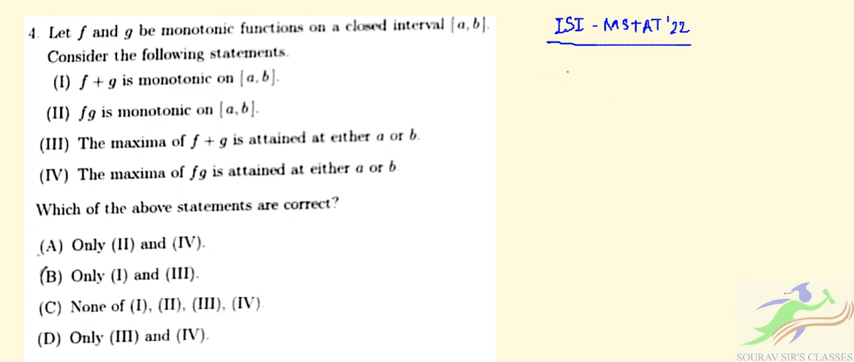 4. Let f and g be monotonic functions on a closed interval [a, b].
Consider the following statements.
(I) f + g is monotonic on [a, b].
(II) fg is monotonic on [a, b].
(III) The maxima of f + g is attained at either a or b.
(IV) The maxima of fg is attained at either a or b
Which of the above statements are correct?
(A) Only (II) and (IV).
(B) Only (I) and (III).
(C) None of (I), (II), (III), (IV)
(D) Only (III) and (IV).
ISI - MStAT '22
SOURAV SIR'S CLASSES